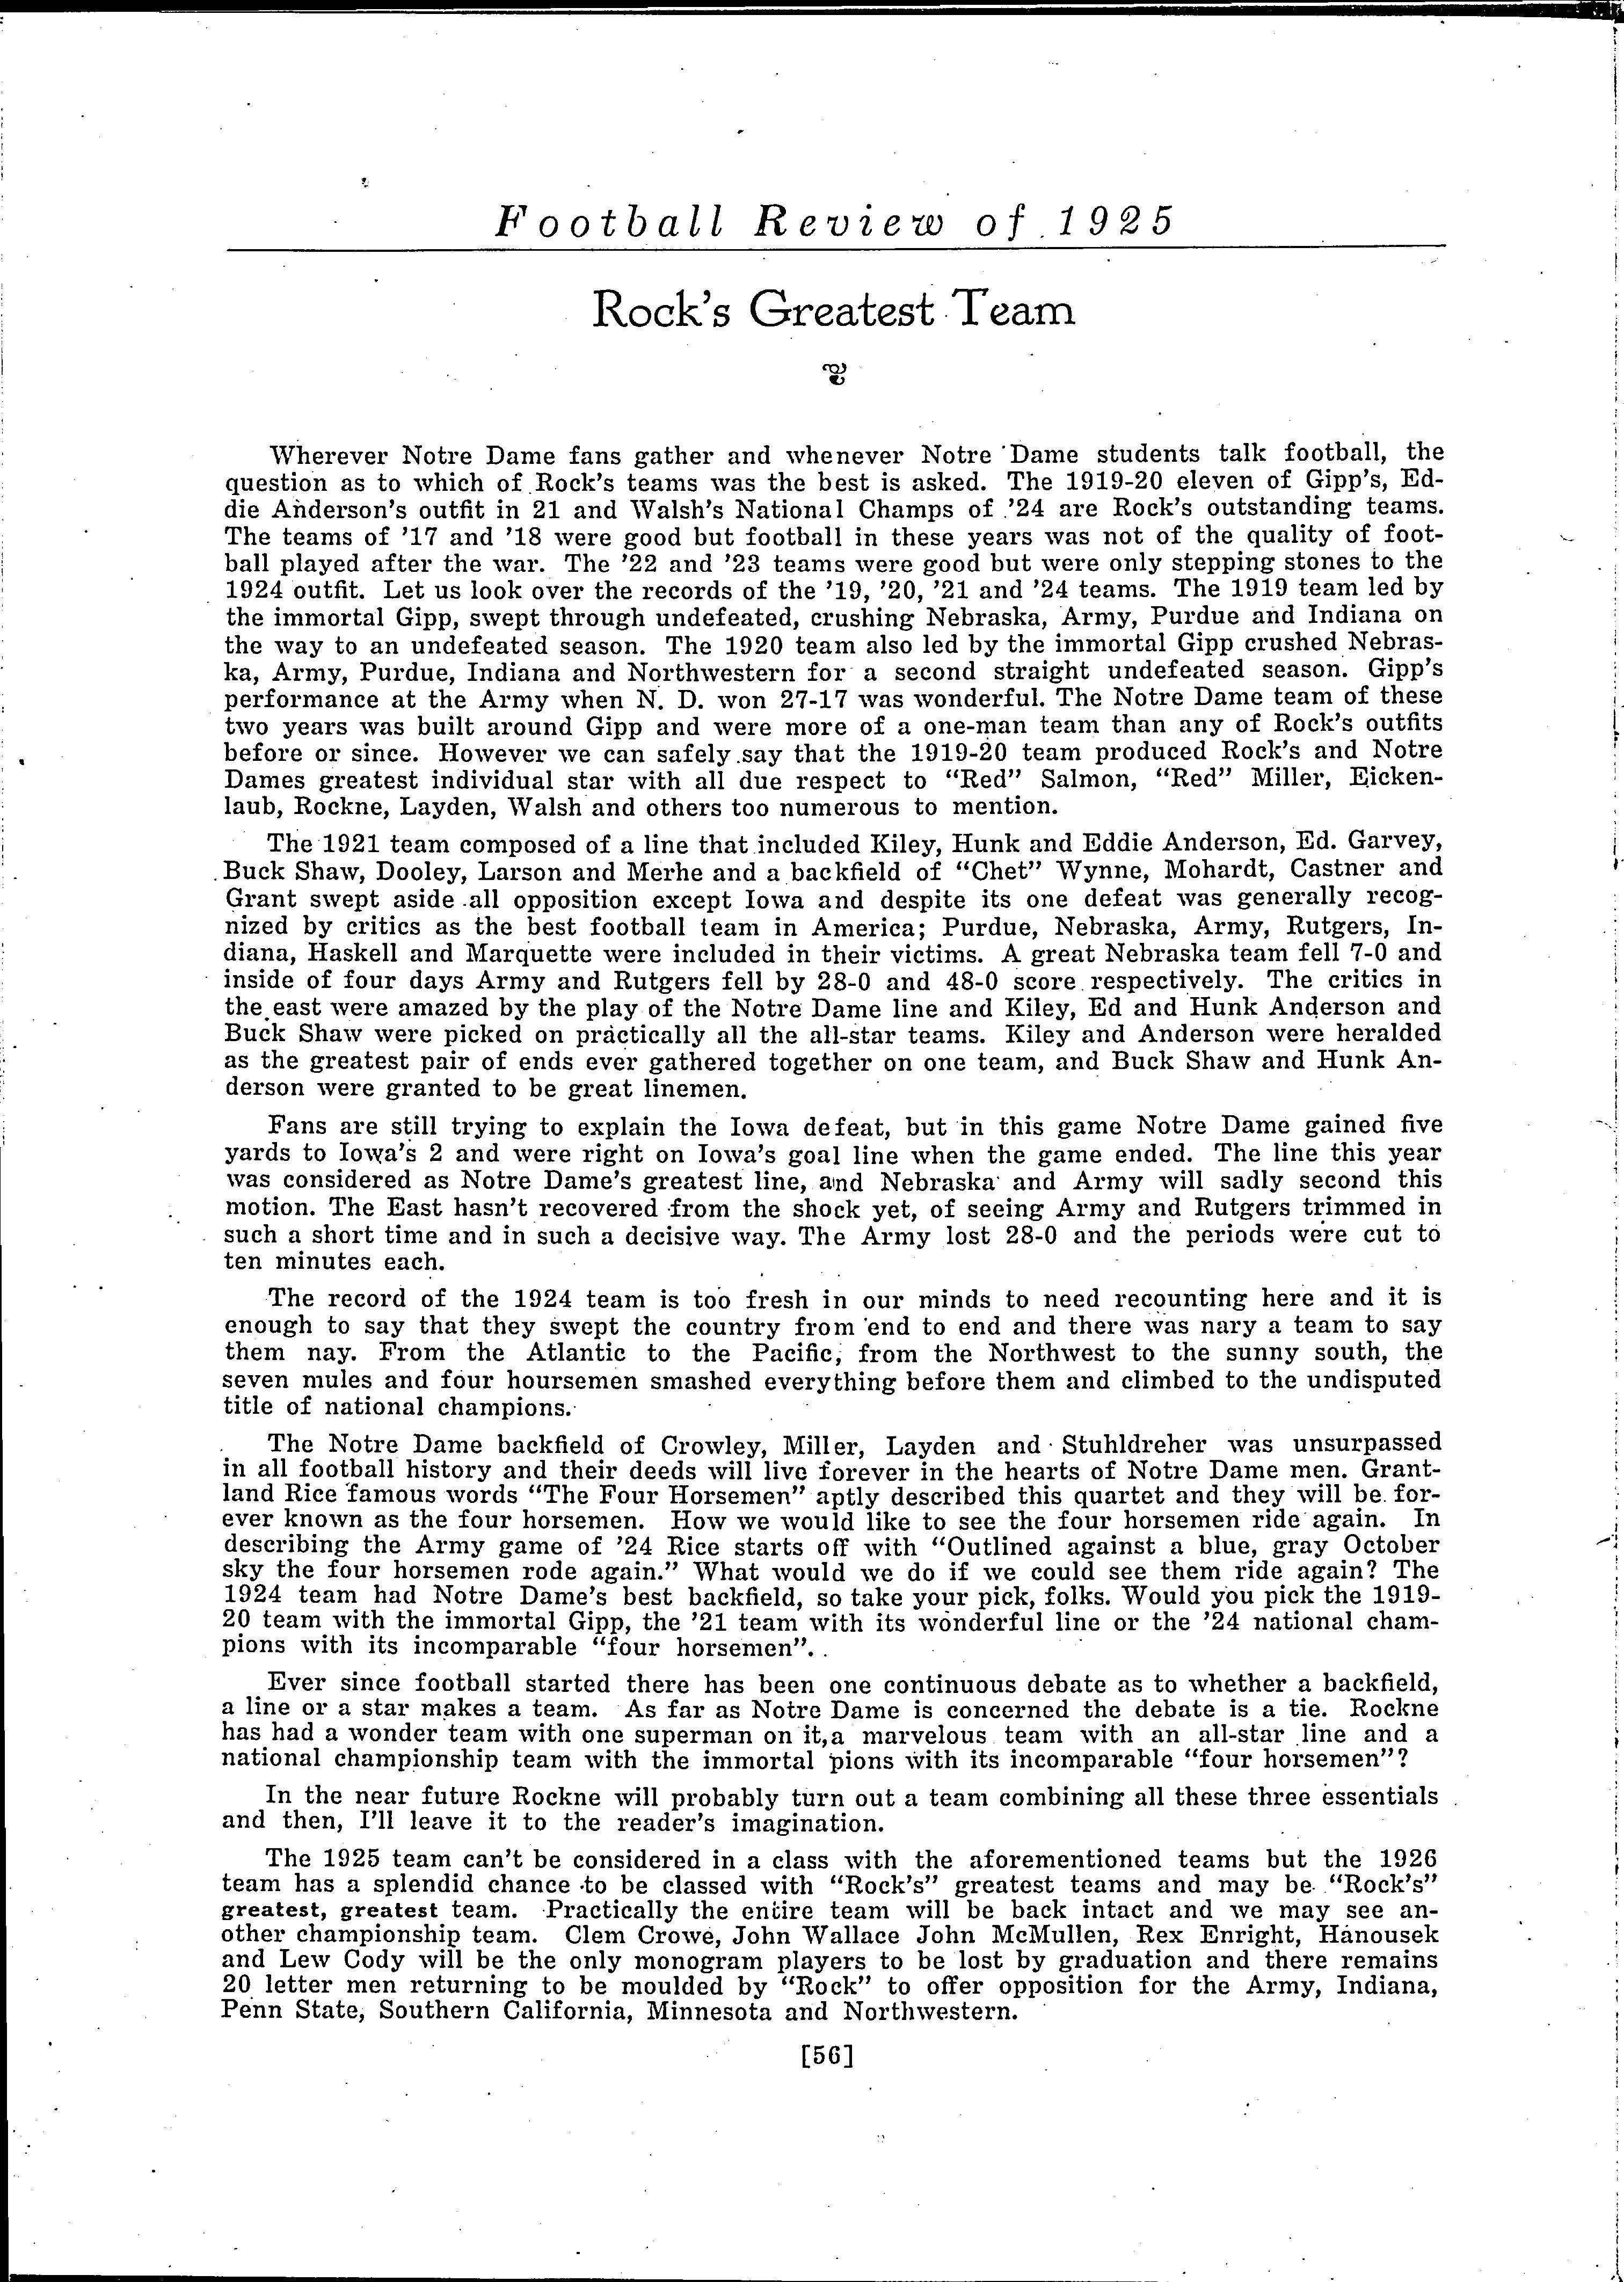 Football Review of 1925
Rock's Greatest Team
Wherever Notre Dame fans gather and whenever Notre Dame students talk football, the
question as to which of Rock's teams was the best is asked. The 1919-20 eleven of Gipp's, Ed-
die Anderson's outfit in 21 and Walsh's National Champs of '24 are Rock's outstanding teams.
The teams of '17 and '18 were good but football in these years was not of the quality of foot-
ball played after the war. The '22 and '23 teams were good but were only stepping stones to the
1924 outfit. Let us look over the records of the '19, '20, '21 and '24 teams. The 1919 team led by
the immortal Gipp, swept through undefeated, crushing Nebraska, Army, Purdue and Indiana on
the way to an undefeated season. The 1920 team also led by the immortal Gipp crushed Nebras-
ka, Army, Purdue, Indiana and Northwestern for a second straight undefeated season. Gipp's
performance at the Army when N. D. won 27-17 was wonderful. The Notre Dame team of these
two years was built around Gipp and were more of a one-man team than any of Rock's outfits
before or since. However we can safely say that the 1919-20 team produced Rock's and Notre
Dames greatest individual star with all due respect to "Red" Salmon, "Red" Miller, Eicken-
laub, Rockne, Layden, Walsh and others too numerous to mention.
The 1921 team composed of a line that included Kiley, Hunk and Eddie Anderson, Ed. Garvey,
Buck Shaw, Dooley, Larson and Merhe and a backfield of "Chet" Wynne, Mohardt, Castner and
Grant swept aside all opposition except Iowa and despite its one defeat was generally recog-
nized by critics as the best football team in America; Purdue, Nebraska, Army, Rutgers, In-
diana, Haskell and Marquette were included in their victims. A great Nebraska team fell 7-0 and
inside of four days Army and Rutgers fell by 28-0 and 48-0 score respectively. The critics in
the east were amazed by the play of the Notre Dame line and Kiley, Ed and Hunk Anderson and
Buck Shaw were picked on practically all the all-star teams. Kiley and Anderson were heralded
as the greatest pair of ends ever gathered together on one team, and Buck Shaw and Hunk An-
derson were granted to be great linemen.
Fans are still trying to explain the Iowa defeat, but in this game Notre Dame gained five
yards to Iowa's 2 and were right on Iowa's goal line when the game ended. The line this year
was considered as Notre Dame's greatest line, and Nebraska and Army will sadly second this
motion. The East hasn't recovered from the shock yet, of seeing Army and Rutgers trimmed in
such a short time and in such a decisive way. The Army lost 28-0 and the periods were cut to
ten minutes each.
The record of the 1924 team is too fresh in our minds to need recounting here and it is
enough to say that they swept the country from end to end and there was nary a team to say
them nay. From the Atlantic to the Pacific, from the Northwest to the sunny south, the
seven mules and four hoursemen smashed everything before them and climbed to the undisputed
title of national champions.
The Notre Dame backfield of Crowley, Miller, Layden and Stuhldreher was unsurpassed
in all football history and their deeds will live forever in the hearts of Notre Dame men. Grant-
land Rice famous words "The Four Horsemen" aptly described this quartet and they will be for-
ever known as the four horsemen. How we would like to see the four horsemen ride again. In
describing the Army game of '24 Rice starts off with "Outlined against a blue, gray October
sky the four horsemen rode again." What would we do if we could see them ride again? The
1924 team had Notre Dame's best backfield, so take your pick, folks. Would you pick the 1919-
20 team with the immortal Gipp, the '21 team with its wonderful line or the '24 national cham-
pions with its incomparable "four horsemen".
Ever since football started there has been one continuous debate as to whether a backfield,
a line or a star makes a team. As far as Notre Dame is concerned the debate is a tie. Rockne
has had a wonder team with one superman on it,a marvelous team with an all-star line and a
national championship team with the immortal pions with its incomparable "four horsemen"?
In the near future Rockne will probably turn out a team combining all these three essentials
and then, I'll leave it to the reader's imagination.
The 1925 team can't be considered in a class with the aforementioned teams but the 1926
team has a splendid chance to be classed with "Rock's" greatest teams and may be "Rock's"
greatest, greatest team. Practically the entire team will be back intact and we may see an-
other championship team. Clem Crowe, John Wallace John McMullen, Rex Enright, Hanousek
and Lew Cody will be the only monogram players to be lost by graduation and there remains
20 letter men returning to be moulded by "Rock" to offer opposition for the Army, Indiana,
Penn State, Southern California, Minnesota and Northwestern.
[56]